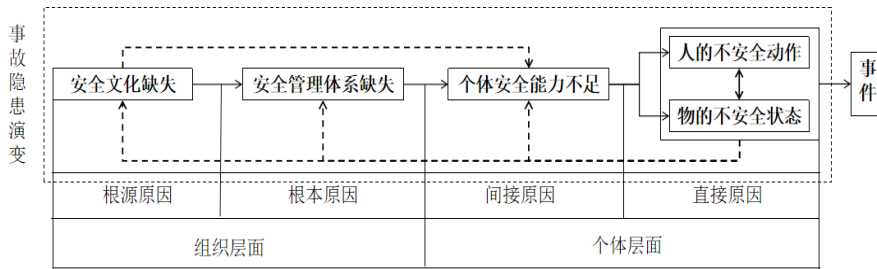 事故隐患演变
安全文化缺失
安全管理体系缺失
个体安全能力不足
人的不安全动作
物的不安全状态
事件
根源原因
根本原因
间接原因
直接原因
组织层面
个体层面